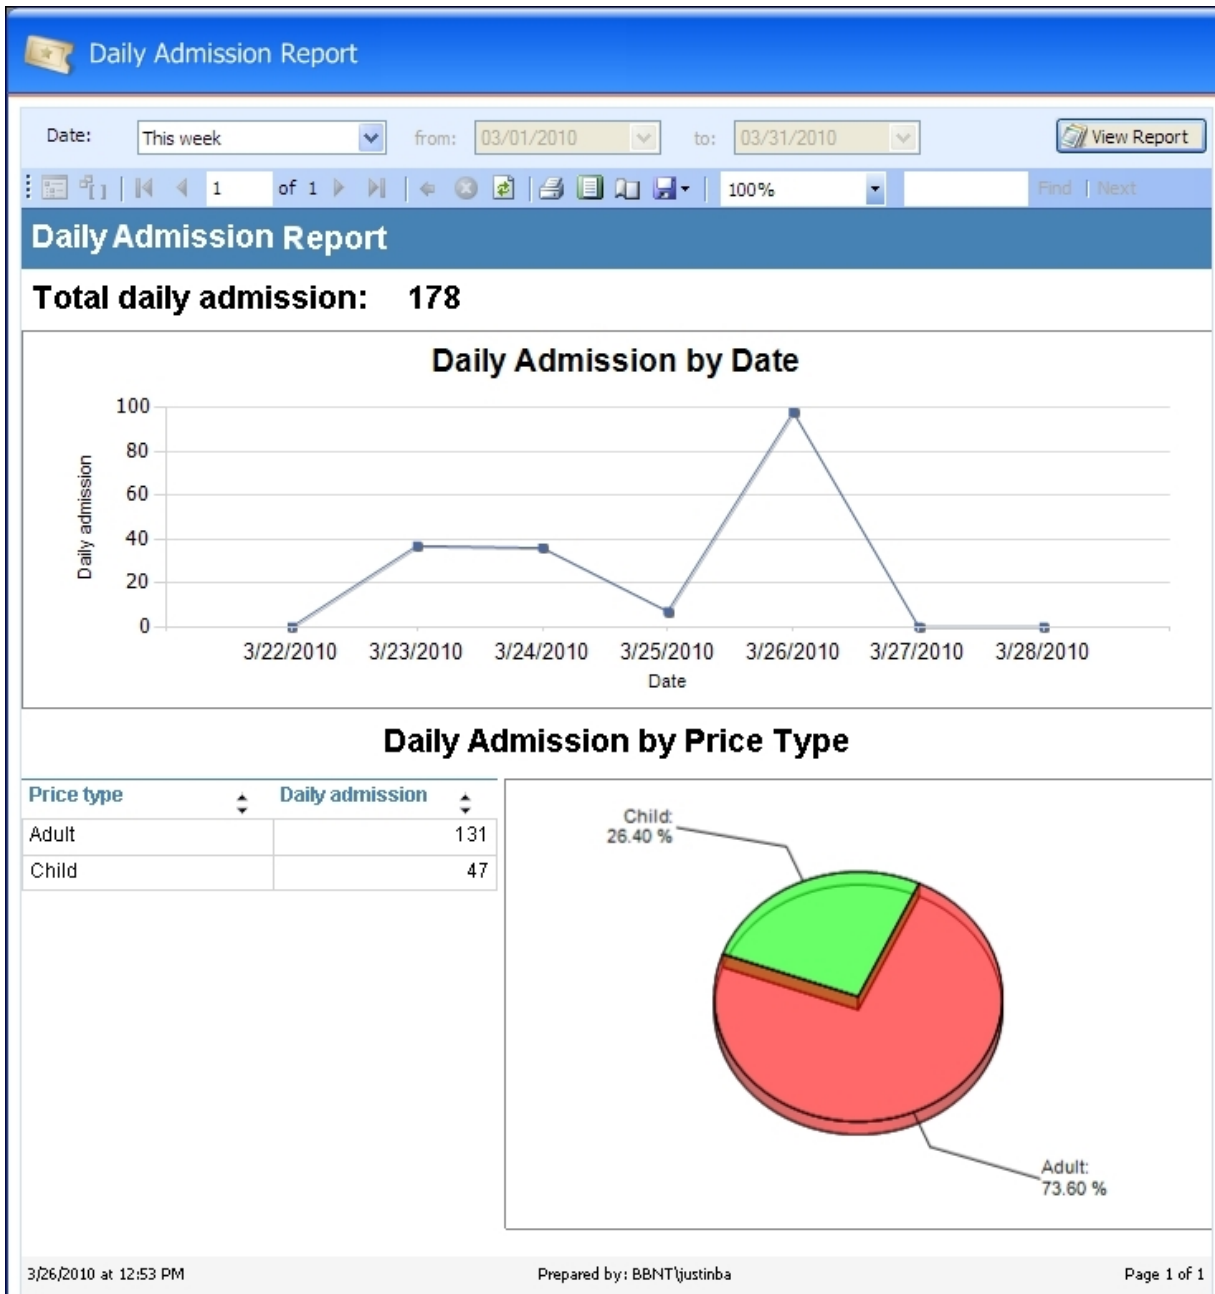 Daily Admission Report
Date: This week from: 03/01/2010 to: 03/31/2010 View Report
1 of 1 100% Find | Next
Daily Admission Report
Total daily admission: 178
Daily Admission by Date
100
80
60
40
20
0
Daily admission
3/22/2010 3/23/2010 3/24/2010 3/25/2010 3/26/2010 3/27/2010 3/28/2010
Date
Daily Admission by Price Type
Price type Daily admission
Adult 131
Child 47
Child:
26.40 %
Adult:
73.60 %
3/26/2010 at 12:53 PM Prepared by: BBNT\justinba Page 1 of 1